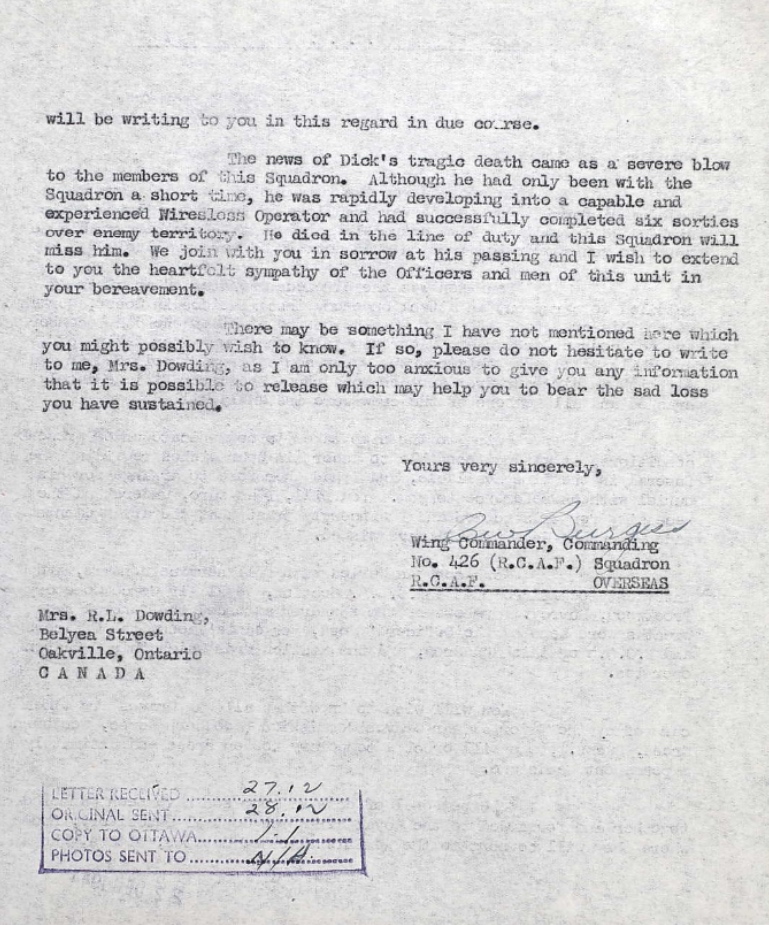 will be writing to you in this regard in due course.
The news of Dick's tragic death came as a severe blow
to the members of this Squadron. Although he had only been with the
Squadron a short time, he was rapidly developing into a capable and
experienced Wireless Operator and had successfully completed six sorties
over enemy territory. He died in the line of duty and this Squadron will
miss him. We join with you in sorrow at his passing and I wish to extend
to you the heartfelt sympathy of the Officers and men of this unit in
your bereavement.
There may be something I have not mentioned here which
you might possibly wish to know. If so, please do not hesitate to write
to me, Mrs. Dowding, as I am only too anxious to give you any information
that it is possible to release which may help you to bear the sad loss
you have sustained.
Yours very sincerely,
Burgess
Wing Commander, Commanding
No. 426 (R.C.A.F.) Squadron
R.C.A.F. OVERSEAS
Mrs. R.L. Dowding,
Belyea Street
Oakville, Ontario
C A N A D A
LETTER RECEIVED 27.12
ORIGINAL SENT 28.12
COPY TO OTTAWA 1.1
PHOTOS SENT TO N/A.